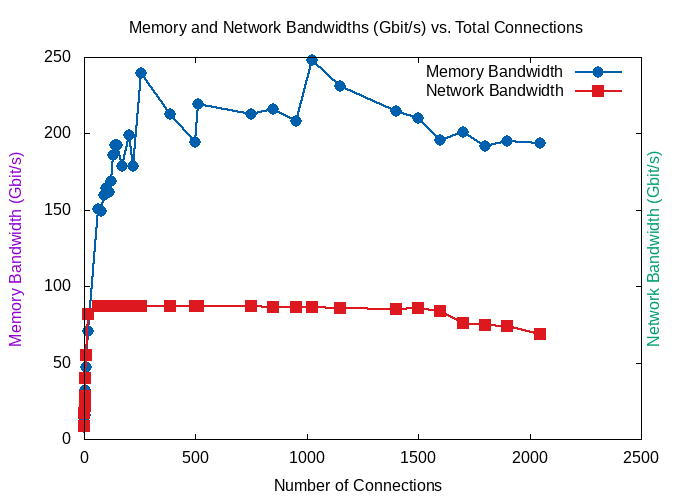 Memory and Network Bandwidths (Gbit/s) vs. Total Connections
250
200
150
100
50
0
Memory Bandwidth
Network Bandwidth
Memory Bandwidth (Gbit/s)
Network Bandwidth (Gbit/s)
0 500 1000 1500 2000 2500
Number of Connections